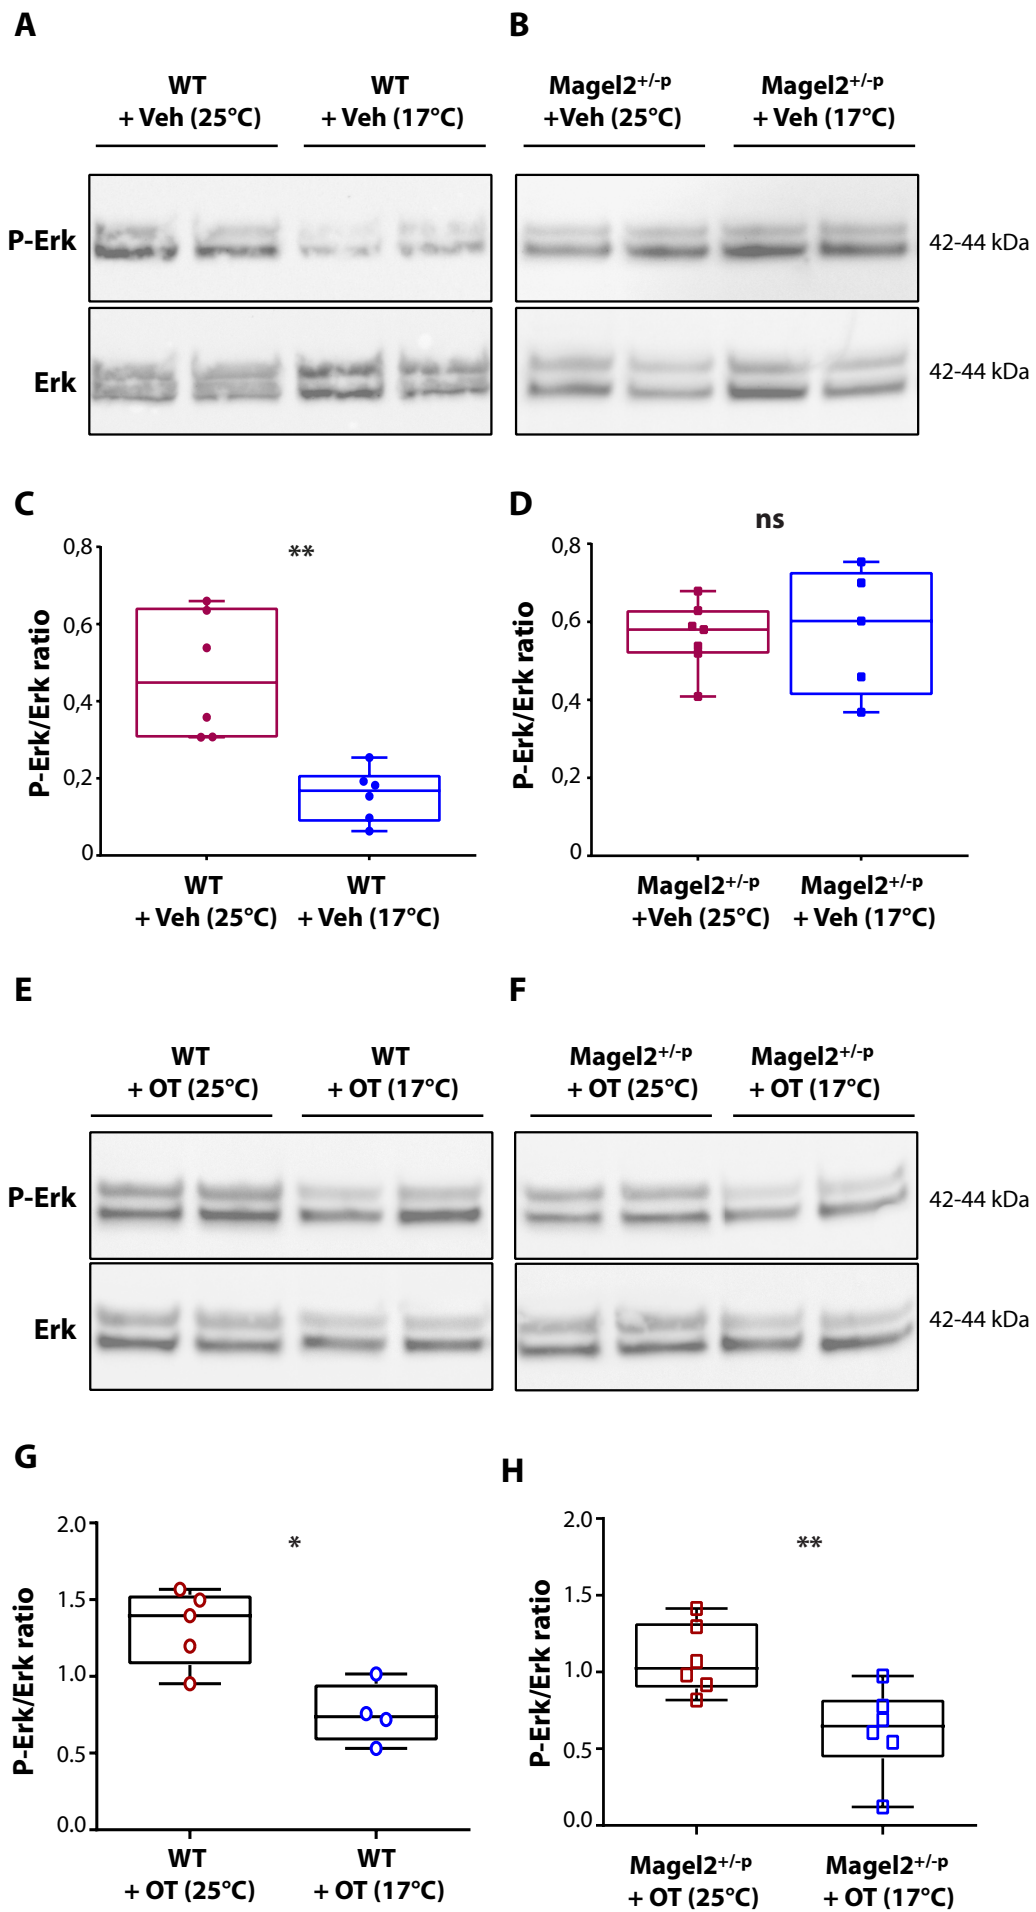 A
B
WT
+ Veh (25°C)
WT
+ Veh (17°C)
Magel2+/-p
+Veh (25°C)
Magel2+/-p
+ Veh (17°C)
P-Erk
42-44 kDa
Erk
42-44 kDa
C
D
**
ns
P-Erk/Erk ratio
0,8
0,6
0,4
0,2
0
WT
+ Veh (25°C)
WT
+ Veh (17°C)
P-Erk/Erk ratio
0,8
0,6
0,4
0,2
0
Magel2+/-p
+Veh (25°C)
Magel2+/-p
+ Veh (17°C)
E
F
WT
+ OT (25°C)
WT
+ OT (17°C)
Magel2+/-p
+ OT (25°C)
Magel2+/-p
+ OT (17°C)
P-Erk
42-44 kDa
Erk
42-44 kDa
G
H
*
**
P-Erk/Erk ratio
2.0
1.5
1.0
0.5
0.0
WT
+ OT (25°C)
WT
+ OT (17°C)
P-Erk/Erk ratio
2.0
1.5
1.0
0.5
0.0
Magel2+/-p
+ OT (25°C)
Magel2+/-p
+ OT (17°C)